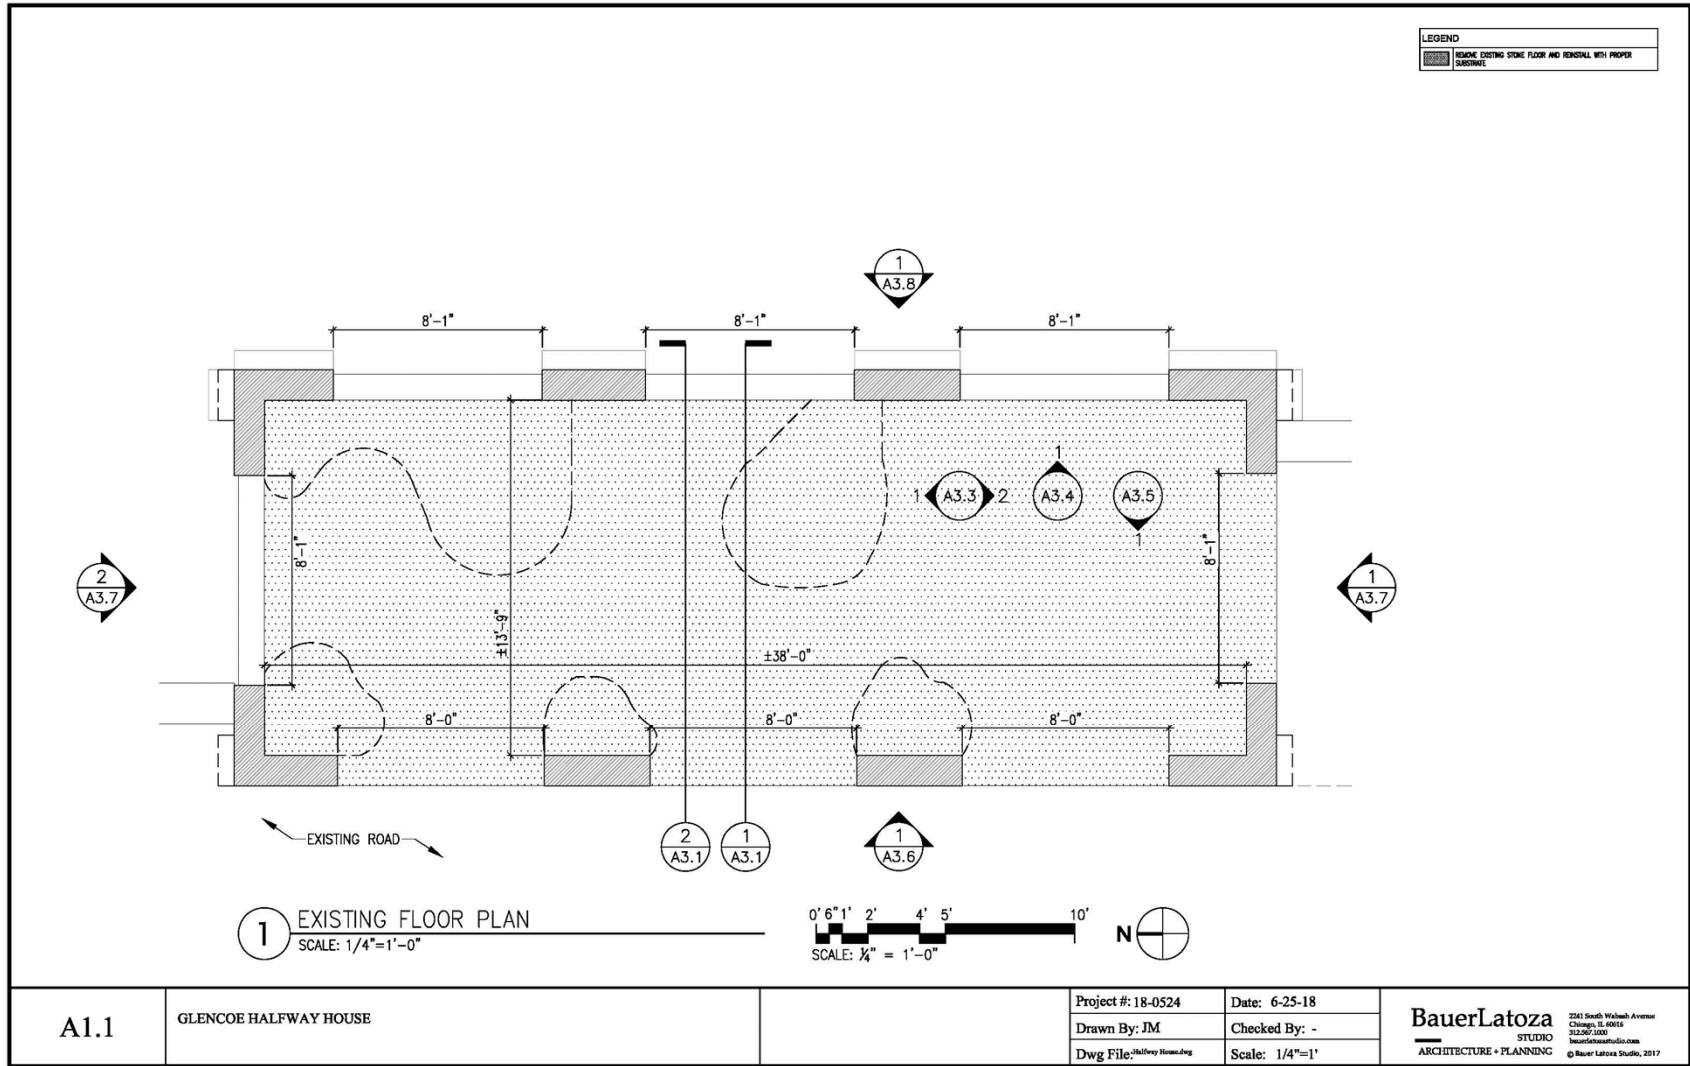 LEGEND
REMOVE EXISTING STONE FLOOR AND REINSTALL WITH PROPER
SUBSTRATE
1
A3.8
8'-1"
8'-1"
8'-1"
1
A3.3
2
1
A3.4
A3.5
1
8'-1"
8'-1"
2
A3.7
1
A3.7
±13'-9"
±38'-0"
8'-0"
8'-0"
8'-0"
EXISTING ROAD
2
A3.1
1
A3.1
1
A3.6
1
EXISTING FLOOR PLAN
SCALE: 1/4"=1'-0"
0' 6" 1' 2' 4' 5' 10'
SCALE: ¼" = 1'-0"
N
A1.1
GLENCOE HALFWAY HOUSE
Project #: 18-0524
Date: 6-25-18
Drawn By: JM
Checked By: -
Dwg File: Halfway House.dwg
Scale: 1/4"=1'
BauerLatoza
STUDIO
ARCHITECTURE + PLANNING
2241 South Wabash Avenue
Chicago, IL 60616
312.567.1000
bauerlatozastudio.com
© Bauer Latoza Studio, 2017